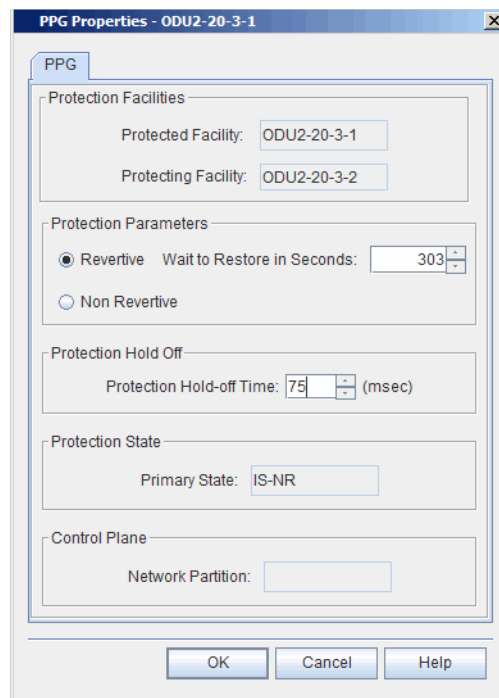 PPG Properties - ODU2-20-3-1
PPG
Protection Facilities
Protected Facility: ODU2-20-3-1
Protecting Facility: ODU2-20-3-2
Protection Parameters
Revertive Wait to Restore in Seconds: 303
Non Revertive
Protection Hold Off
Protection Hold-off Time: 75 (msec)
Protection State
Primary State: IS-NR
Control Plane
Network Partition:
OK Cancel Help